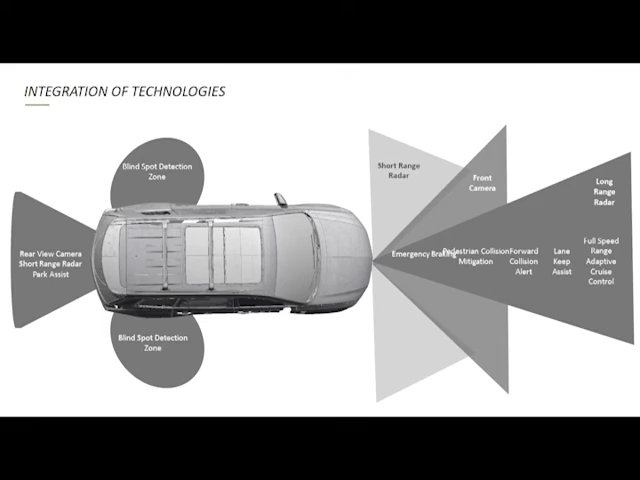 INTEGRATION OF TECHNOLOGIES
Blind Spot Detection
Zone
Short Range
Radar
Front
Camera
Long
Range
Radar
Rear View Camera
Short Range Radar
Park Assist
Emergency Braking
Pedestrian Collision
Mitigation
Forward
Collision
Alert
Lane
Keep
Assist
Full Speed
Range
Adaptive
Cruise
Control
Blind Spot Detection
Zone